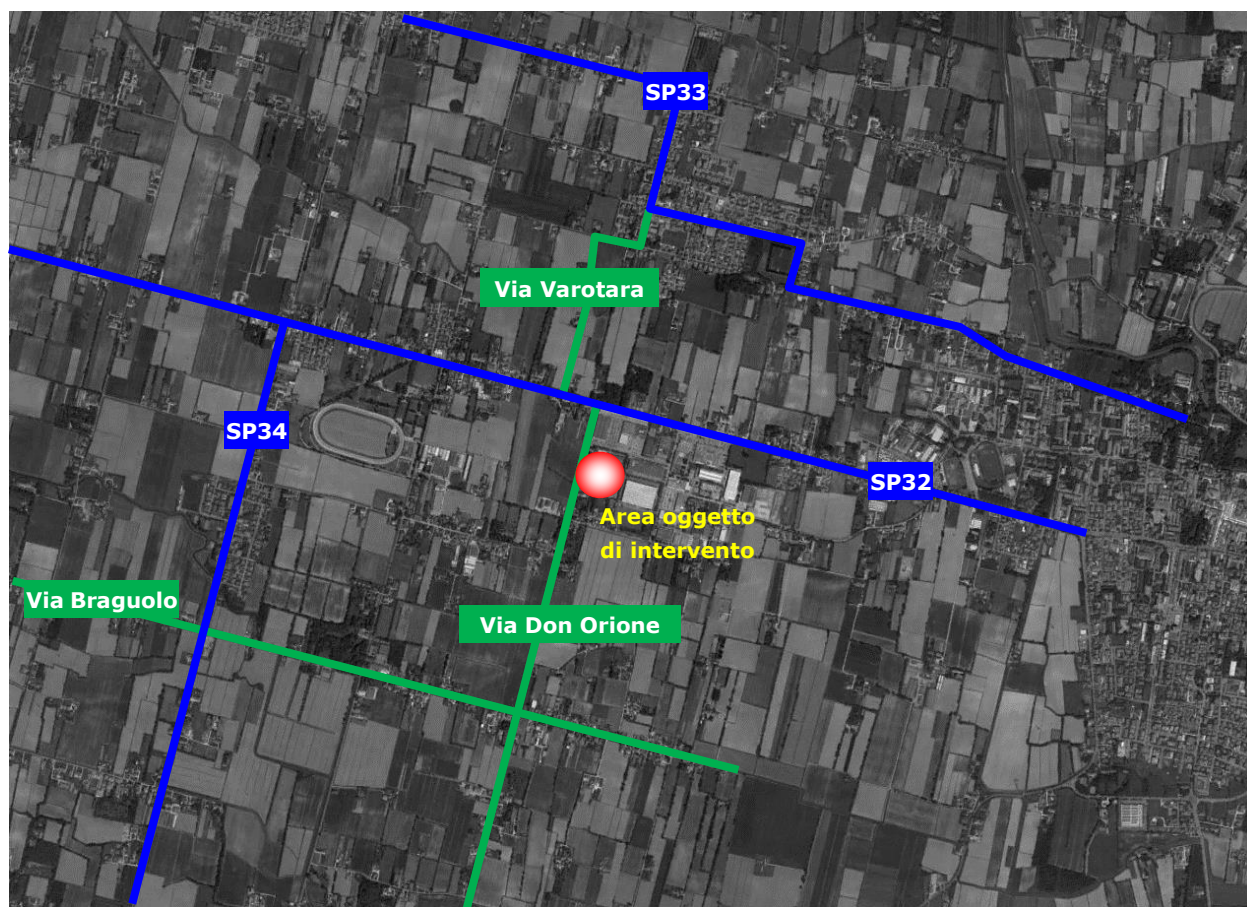 SP33
Via Varotara
SP34
SP32
Area oggetto
di intervento
Via Braguolo
Via Don Orione